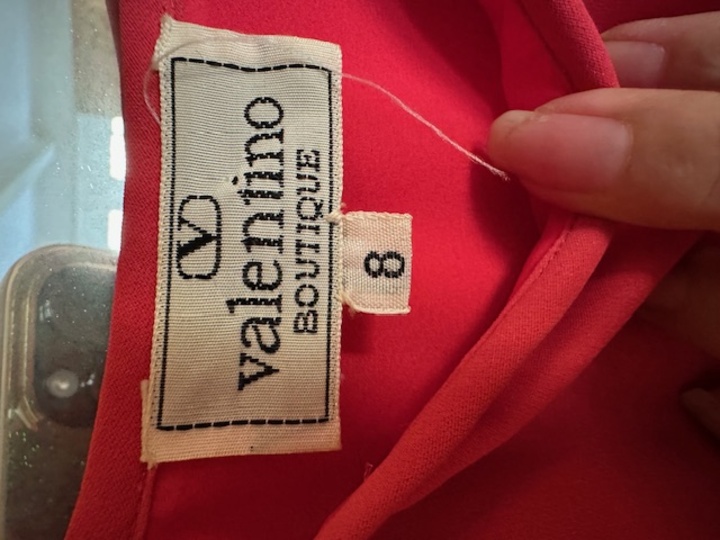 V
valentino
BOUTIQUE
8